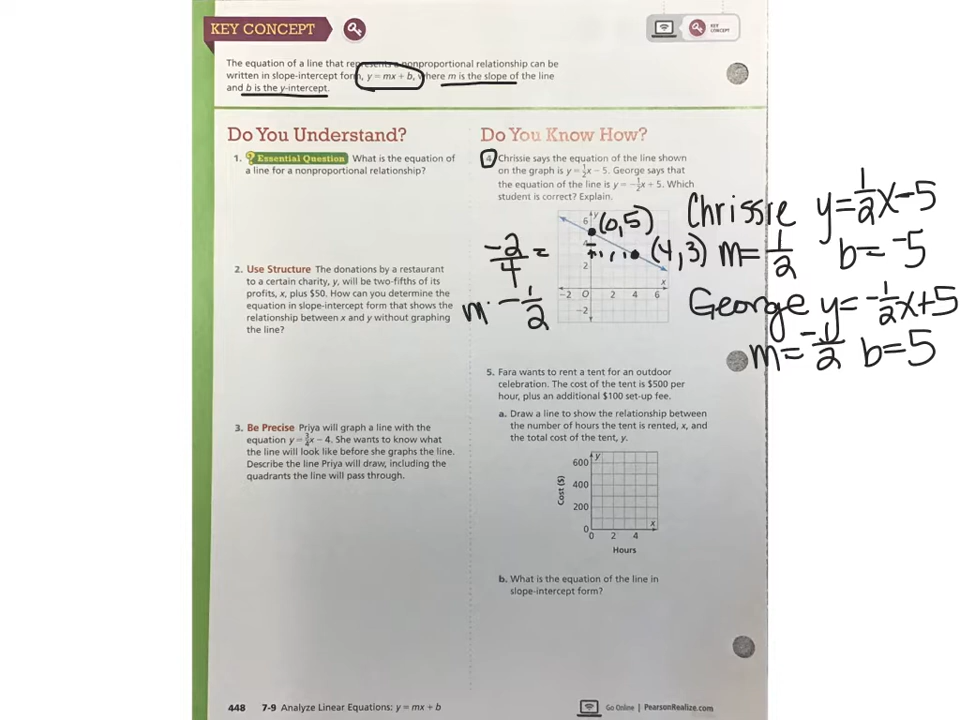 KEY CONCEPT
KEY CONCEPT
The equation of a line that represents a nonproportional relationship can be
written in slope-intercept form, y = mx + b, where m is the slope of the line
and b is the y-intercept.
Do You Understand?
1. ? Essential Question What is the equation of
a line for a nonproportional relationship?
2. Use Structure The donations by a restaurant
to a certain charity, y, will be two-fifths of its
profits, x, plus $50. How can you determine the
equation in slope-intercept form that shows the
relationship between x and y without graphing
the line?
3. Be Precise Priya will graph a line with the
equation y = 3/4x − 4. She wants to know what
the line will look like before she graphs the line.
Describe the line Priya will draw, including the
quadrants the line will pass through.
Do You Know How?
4. Chrissie says the equation of the line shown
on the graph is y = 1/2x − 5. George says that
the equation of the line is y = −1/2x + 5. Which
student is correct? Explain.
6 y
(0,5)
4
(4,3)
2
x
−2 O 2 4 6
−2
-2/4 =
m · -1/2
Chrissie y=1/2x-5
m=1/2 b=-5
George y=-1/2x+5
m=-1/2 b=5
5. Fara wants to rent a tent for an outdoor
celebration. The cost of the tent is $500 per
hour, plus an additional $100 set-up fee.
a. Draw a line to show the relationship between
the number of hours the tent is rented, x, and
the total cost of the tent, y.
y
600
400
200
0
Cost ($)
x
0 2 4
Hours
b. What is the equation of the line in
slope-intercept form?
448 7-9 Analyze Linear Equations: y = mx + b
Go Online | PearsonRealize.com